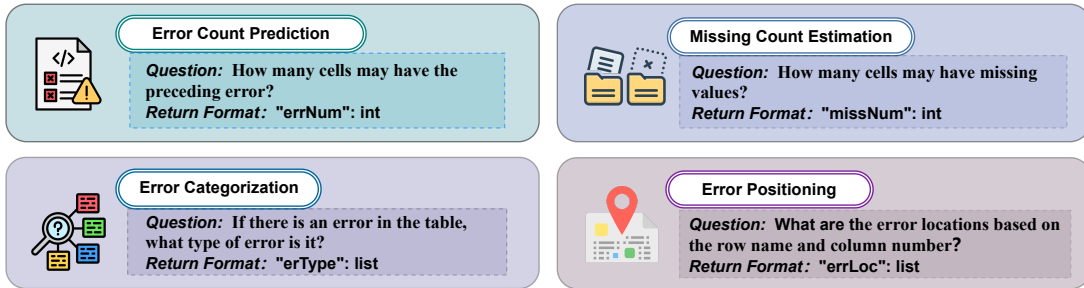 Error Count Prediction
Question: How many cells may have the
preceding error?
Return Format: "errNum": int
Missing Count Estimation
Question: How many cells may have missing
values?
Return Format: "missNum": int
Error Categorization
Question: If there is an error in the table,
what type of error is it?
Return Format: "erType": list
Error Positioning
Question: What are the error locations based on
the row name and column number?
Return Format: "errLoc": list